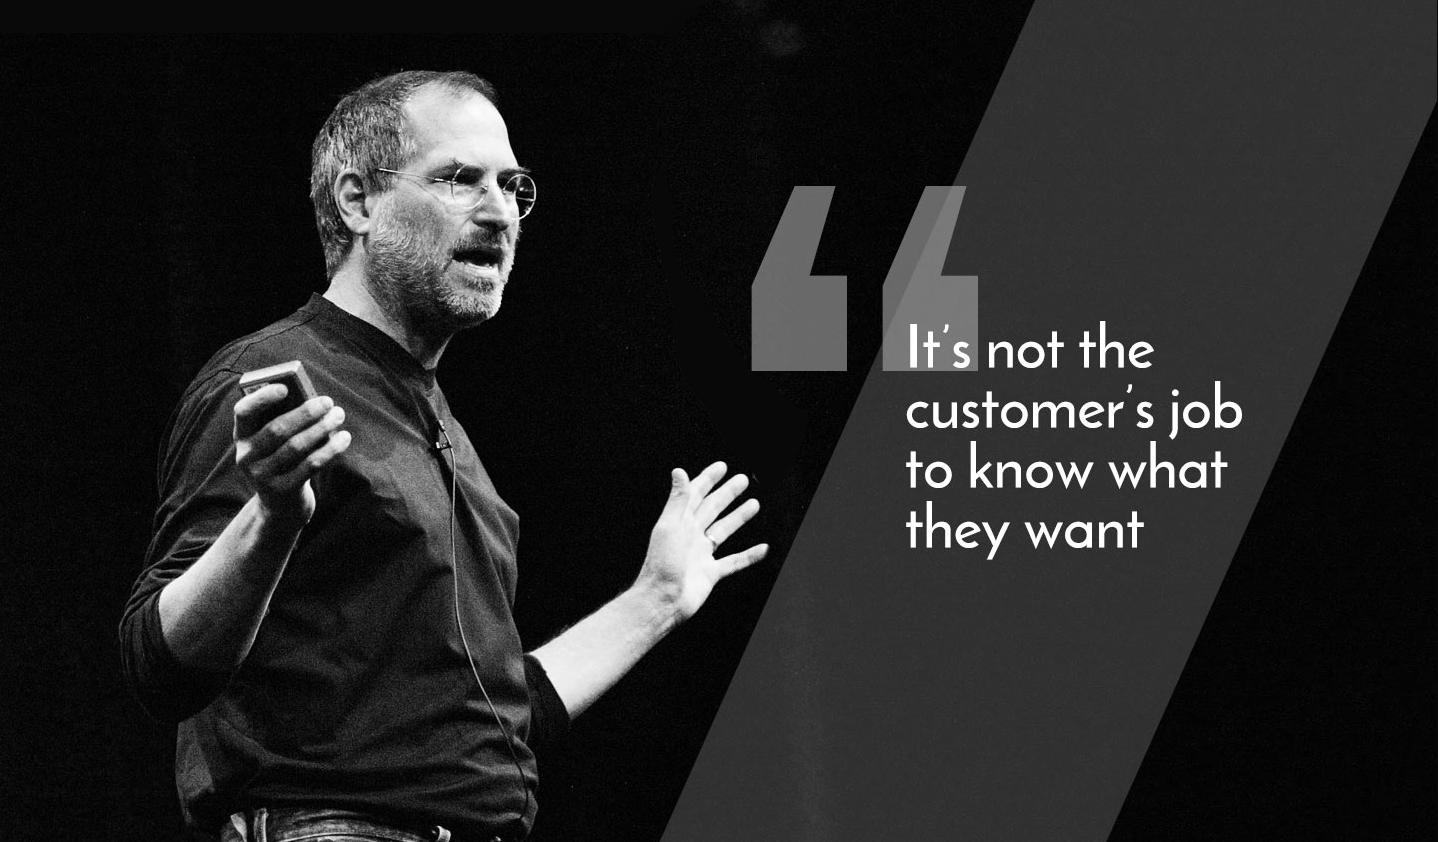 “
It’s not the
customer’s job
to know what
they want